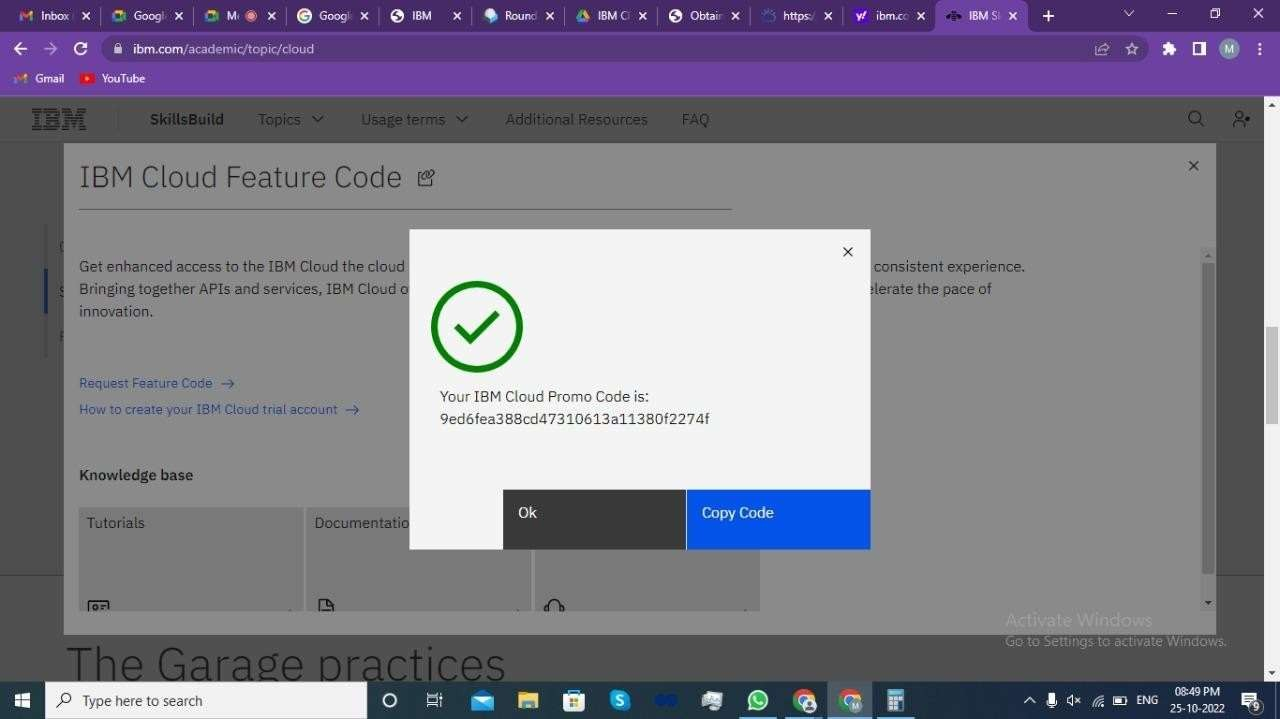 Inbox
Google
M
Google
IBM
Round
IBM Cl
Obtain
https:/
ibm.co
IBM Sk
ibm.com/academic/topic/cloud
M
Gmail
YouTube
IBM
SkillsBuild
Topics
Usage terms
Additional Resources
FAQ
IBM Cloud Feature Code
Get enhanced access to the IBM Cloud the cloud
consistent experience.
Bringing together APIs and services, IBM Cloud o
elerate the pace of
innovation.
Your IBM Cloud Promo Code is:
9ed6fea388cd47310613a11380f2274f
Ok
Copy Code
Request Feature Code
How to create your IBM Cloud trial account
Knowledge base
Tutorials
Documentatio
Activate Windows
Go to Settings to activate Windows.
The Garage practices
Type here to search
ENG
08:49 PM
25-10-2022
9